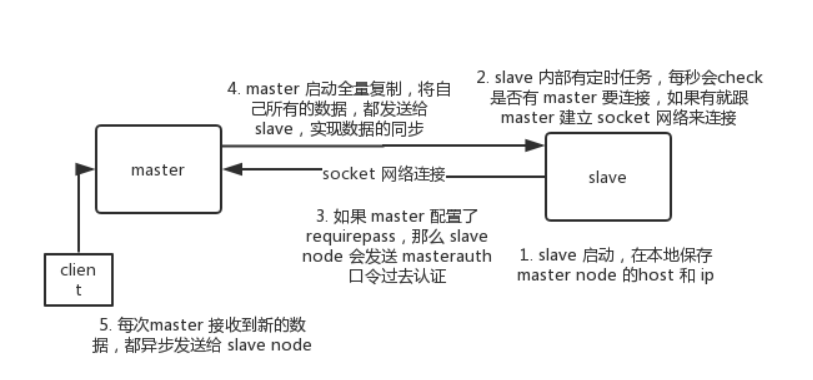 4. master 启动全量复制，将自
己所有的数据，都发送给
slave，实现数据的同步
2. slave 内部有定时任务，每秒会check
是否有 master 要连接，如果有就跟
master 建立 socket 网络来连接
master
socket 网络连接
slave
3. 如果 master 配置了
requirepass，那么 slave
node 会发送 masterauth
口令过去认证
1. slave 启动，在本地保存
master node 的host 和 ip
clien
t
5. 每次master 接收到新的数
据，都异步发送给 slave node